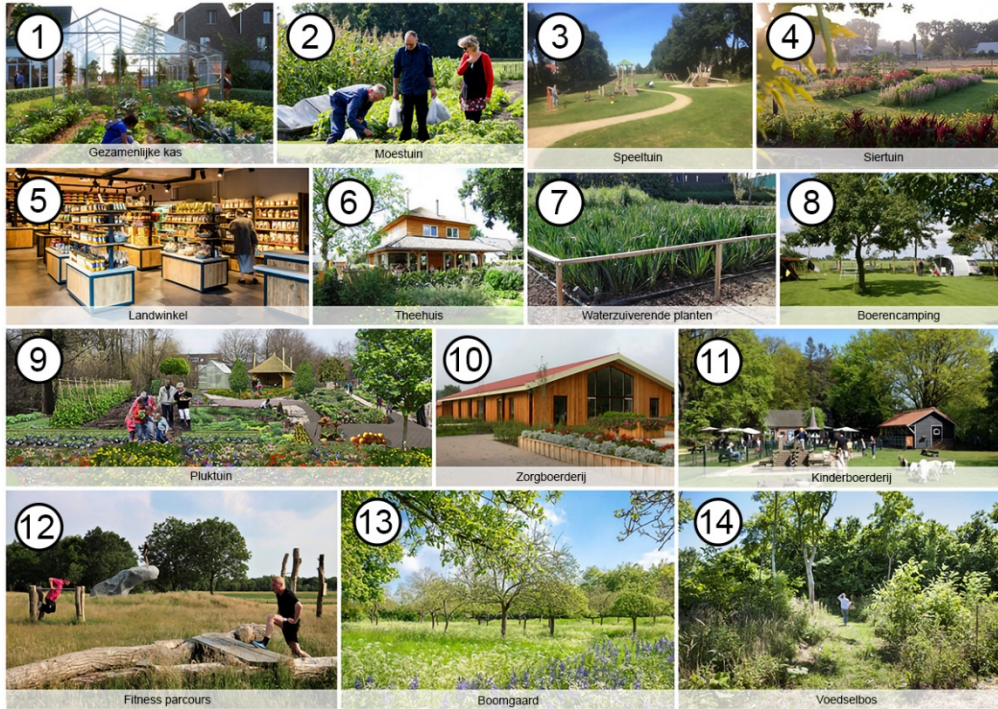 1
Gezamenlijke kas
2
Moestuin
3
Speeltuin
4
Siertuin
5
Landwinkel
6
Theehuis
7
Waterzuiverende planten
8
Boerencamping
9
Pluktuin
10
Zorgboerderij
11
Kinderboerderij
12
Fitness parcours
13
Boomgaard
14
Voedselbos